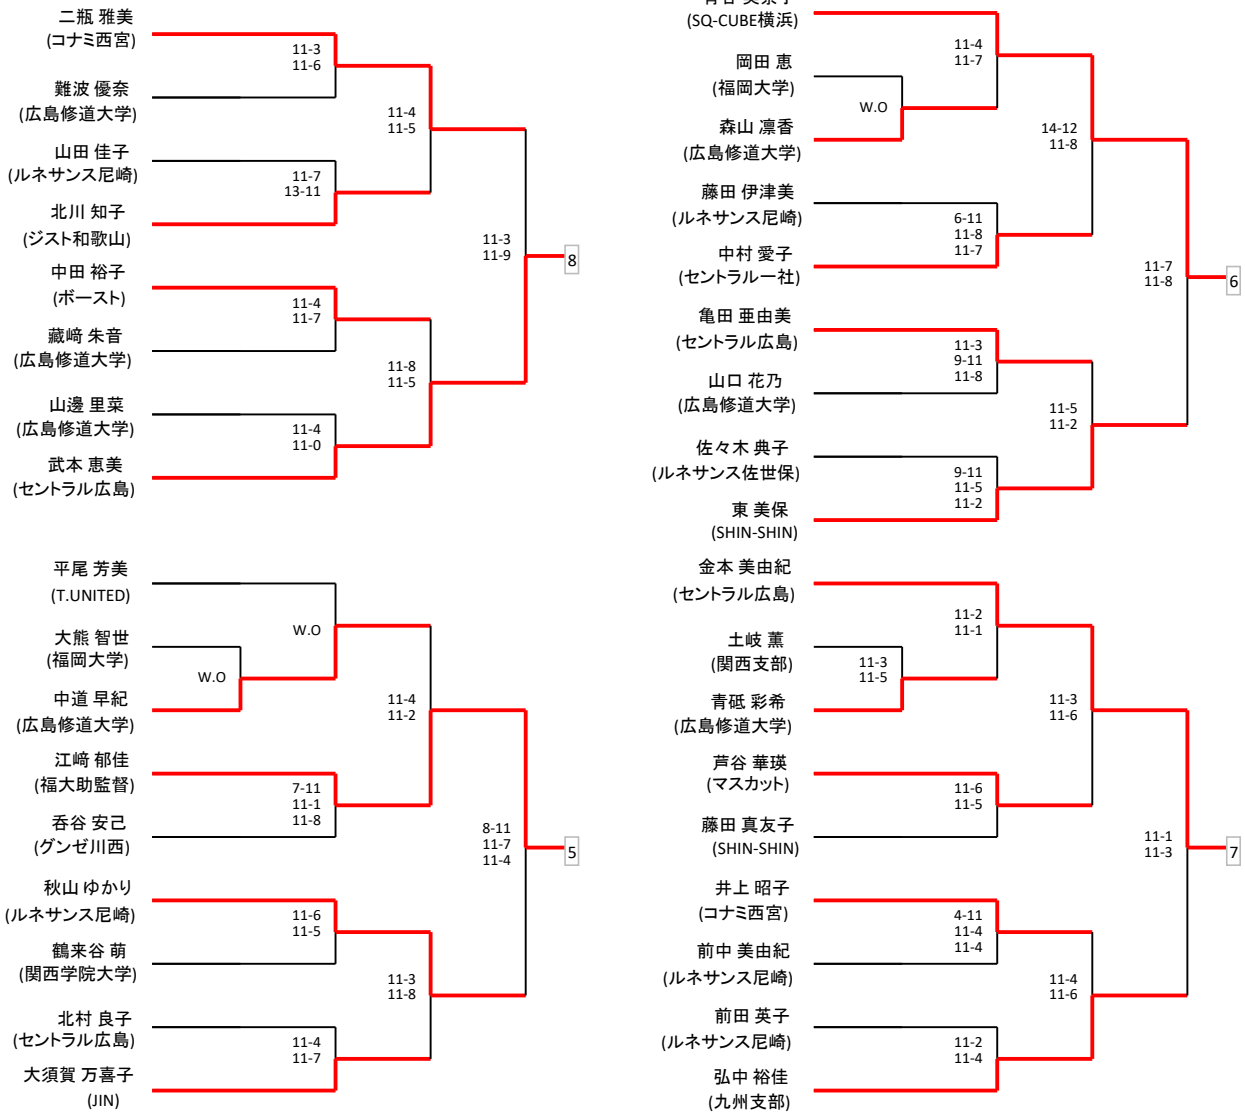 二瓶 雅美
(コナミ西宮)
11-3
11-6
難波 優奈
(広島修道大学)
11-4
11-5
山田 佳子
(ルネサンス尼崎)
11-7
13-11
北川 知子
(ジスト和歌山)
11-3
11-9
8
中田 裕子
(ボースト)
11-4
11-7
藏﨑 朱音
(広島修道大学)
11-8
11-5
山邊 里菜
(広島修道大学)
11-4
11-0
武本 恵美
(セントラル広島)
平尾 芳美
(T.UNITED)
W.O
大熊 智世
(福岡大学)
W.O
中道 早紀
(広島修道大学)
11-4
11-2
江﨑 郁佳
(福大助監督)
7-11
11-1
11-8
呑谷 安己
(グンゼ川西)
8-11
11-7
11-4
5
秋山 ゆかり
(ルネサンス尼崎)
11-6
11-5
鶴来谷 萌
(関西学院大学)
11-3
11-8
北村 良子
(セントラル広島)
11-4
11-7
大須賀 万喜子
(JIN)
(SQ-CUBE横浜)
11-4
11-7
岡田 恵
(福岡大学)
W.O
森山 凛香
(広島修道大学)
14-12
11-8
藤田 伊津美
(ルネサンス尼崎)
6-11
11-8
11-7
中村 愛子
(セントラル一社)
11-7
11-8
6
亀田 亜由美
(セントラル広島)
11-3
9-11
11-8
山口 花乃
(広島修道大学)
11-5
11-2
佐々木 典子
(ルネサンス佐世保)
9-11
11-5
11-2
東 美保
(SHIN-SHIN)
金本 美由紀
(セントラル広島)
11-2
11-1
土岐 薫
(関西支部)
11-3
11-5
青砥 彩希
(広島修道大学)
11-3
11-6
芦谷 華瑛
(マスカット)
11-6
11-5
藤田 真友子
(SHIN-SHIN)
11-1
11-3
7
井上 昭子
(コナミ西宮)
4-11
11-4
11-4
前中 美由紀
(ルネサンス尼崎)
11-4
11-6
前田 英子
(ルネサンス尼崎)
11-2
11-4
弘中 裕佳
(九州支部)